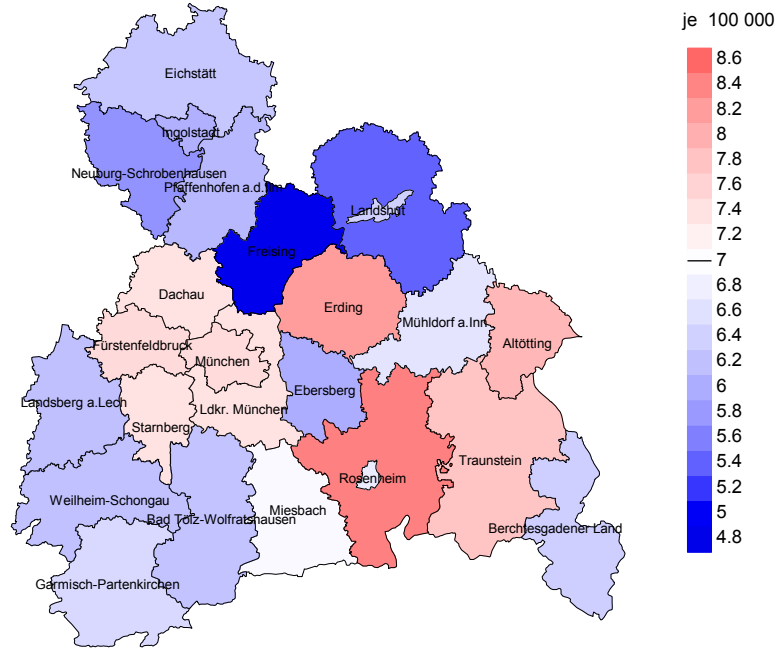 je 100 000
8.6
8.4
8.2
8
7.8
7.6
7.4
7.2
7
6.8
6.6
6.4
6.2
6
5.8
5.6
5.4
5.2
5
4.8
Eichstätt
Ingolstadt
Neuburg-Schrobenhausen
Pfaffenhofen a.d.Ilm
Landshut
Freising
Dachau
Erding
Mühldorf a.Inn
Altötting
Fürstenfeldbruck
München
Ebersberg
Landsberg a.Lech
Ldkr. München
Starnberg
Traunstein
Rosenheim
Weilheim-Schongau
Miesbach
Bad Tölz-Wolfratshausen
Berchtesgadener Land
Garmisch-Partenkirchen